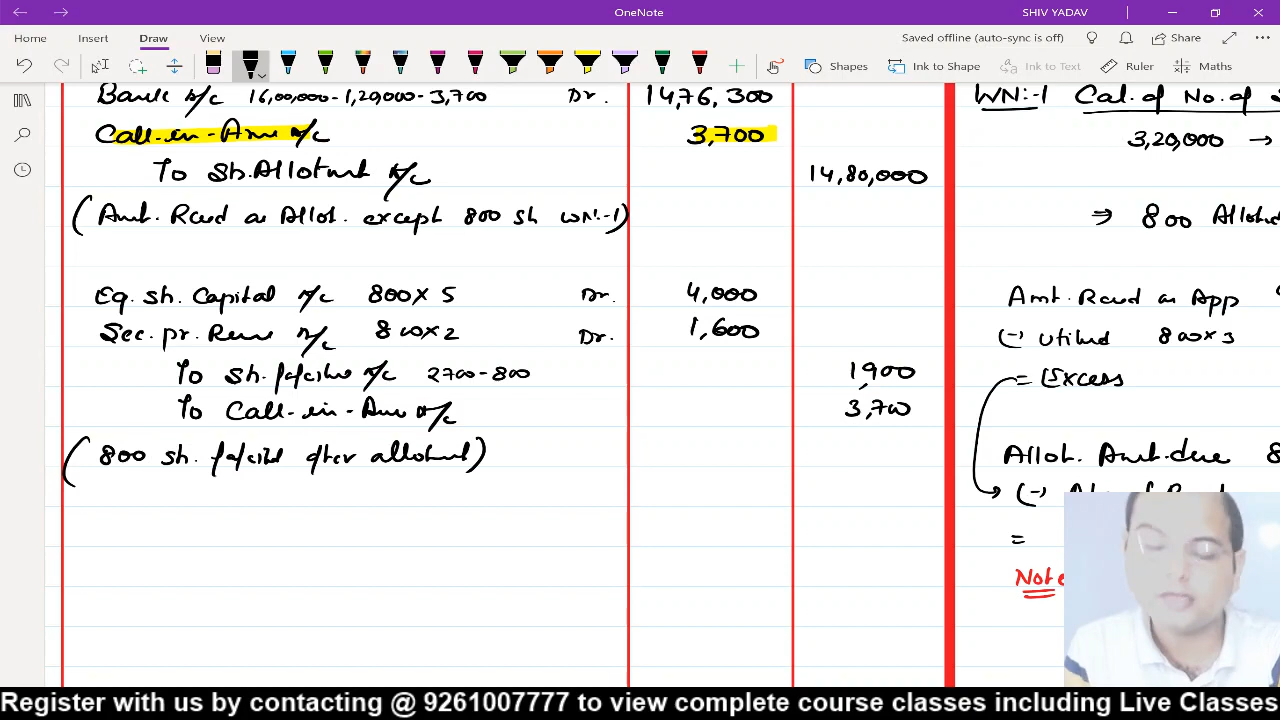 OneNote
SHIV YADAV
Home Insert Draw View
Saved offline (auto-sync is off)
Share
Shapes Ink to Shape Ink to Text Ruler Maths
Bank A/c 16,00,000-1,20,000-3,700 Dr. 14,76,300
Call-in-Arre A/c 3,700
To Sh.Allotment A/c 14,80,000
(Amt. Recd on Allot. except 800 sh WN-1)
Eq. Sh. Capital A/c 800×5 Dr. 4,000
Sec. pr. Reserve A/c 800×2 Dr. 1,600
To Sh. forfeiture A/c 2700-800 1900
To Call-in-Arre A/c 3,700
(800 sh. forfeited after allotment)
WN:-1 Cal. of No. of
3,20,000 →
⇒ 800 Allotted
Amt. Recd on App
(-) Utilised 800×3
= Excess
Allot. Amt. due 8
(-)
=
Note
Register with us by contacting @ 9261007777 to view complete course classes including Live Classes